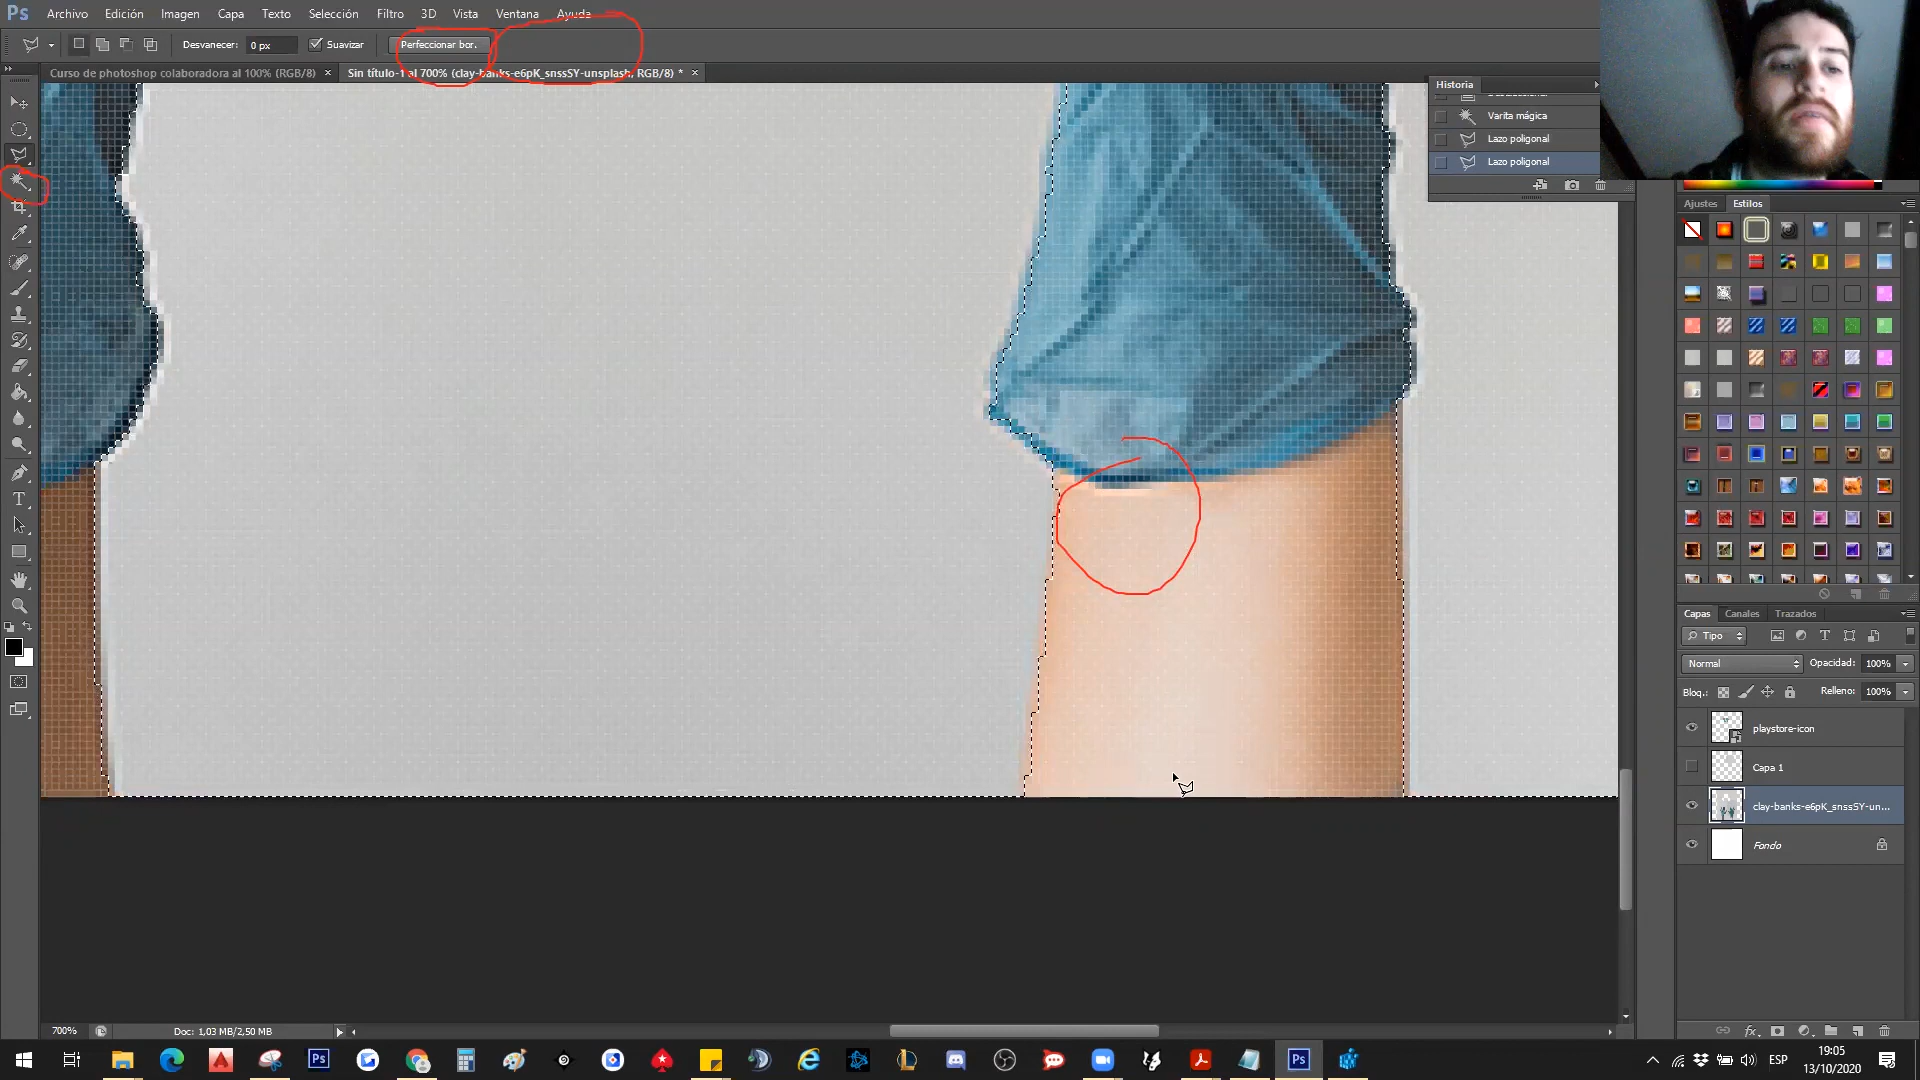 Ps Archivo Edición Imagen Capa Texto Selección Filtro 3D Vista Ventana Ayuda
Desvanecer: 0 px Suavizar Perfeccionar bor.
Curso de photoshop colaboradora al 100% (RGB/8) × Sin título-1 al 700% (clay-banks-e6pK_snssSY-unsplash, RGB/8) * ×
Historia
Varita mágica
Lazo poligonal
Lazo poligonal
Ajustes Estilos
Capas Canales Trazados
Tipo
Normal Opacidad: 100%
Bloq.: Relleno: 100%
playstore-icon
Capa 1
clay-banks-e6pK_snssSY-un...
Fondo
700% Doc: 1,03 MB/2,50 MB
ESP 19:05
13/10/2020